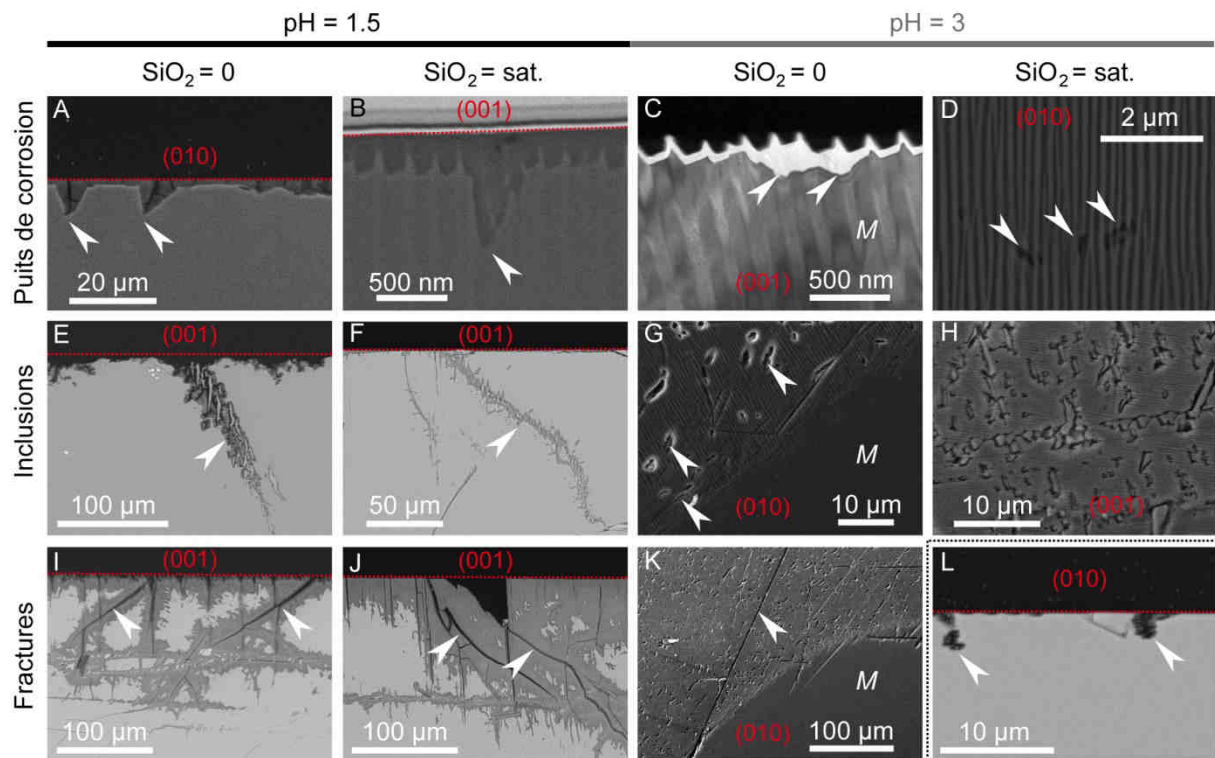 pH = 1.5 pH = 3
SiO₂ = 0 SiO₂ = sat. SiO₂ = 0 SiO₂ = sat.
Puits de corrosion
A (010) 20 µm
B (001) 500 nm
C M (001) 500 nm
D (010) 2 µm
Inclusions
E (001) 100 µm
F (001) 50 µm
G M (010) 10 µm
H 10 µm (001)
Fractures
I (001) 100 µm
J (001) 100 µm
K M (010) 100 µm
L (010) 10 µm